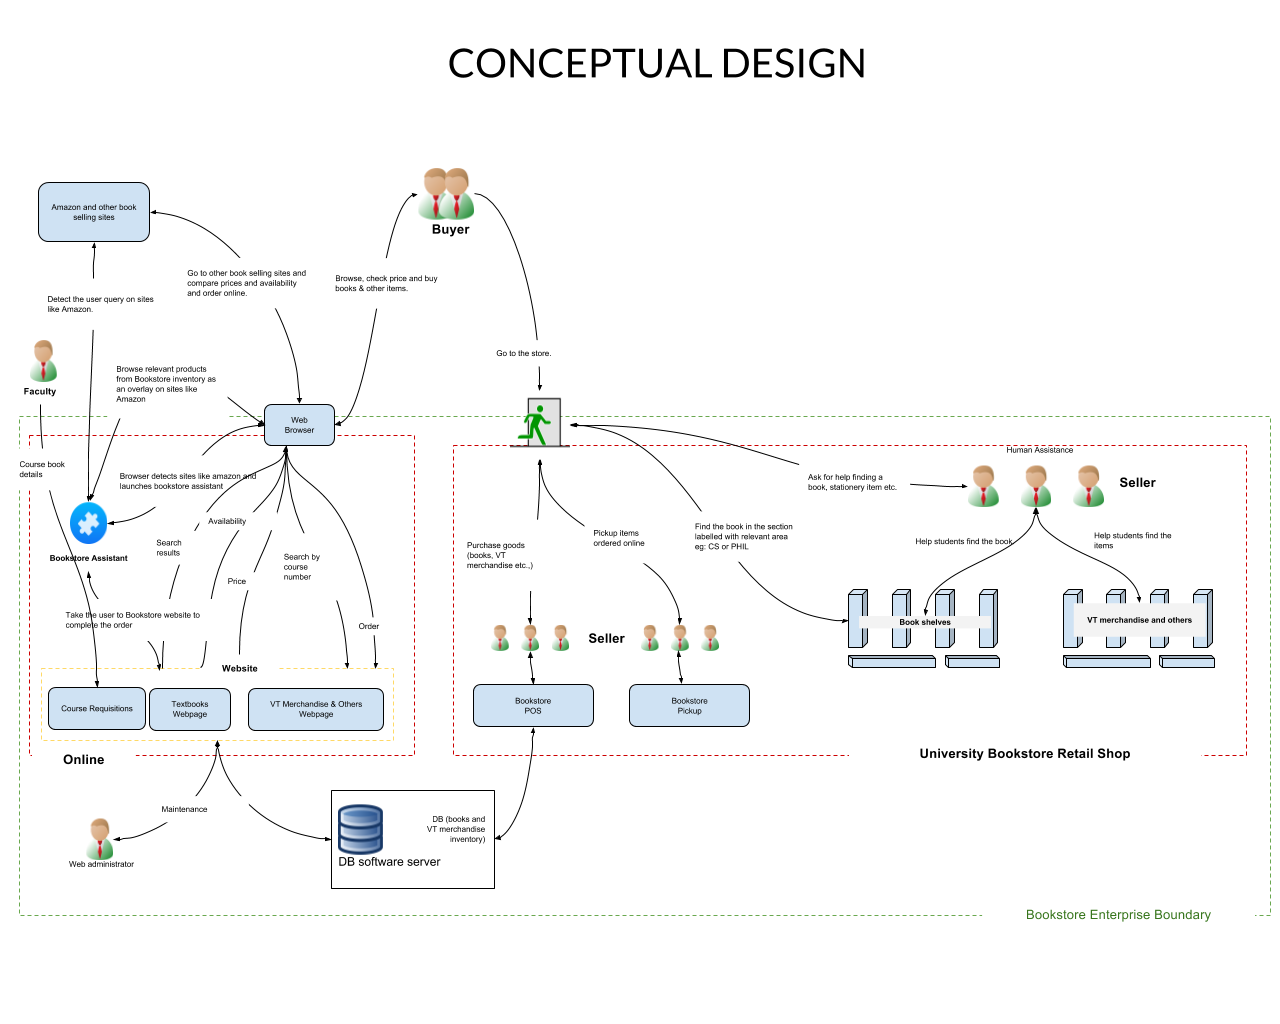 CONCEPTUAL DESIGN
Amazon and other book
selling sites
Buyer
Go to other book selling sites and
compare prices and availability
and order online.
Browse, check price and buy
books & other items.
Detect the user query on sites
like Amazon.
Go to the store.
Faculty
Browse relevant products
from Bookstore inventory as
an overlay on sites like
Amazon
Web
Browser
Course book
details
Browser detects sites like amazon and
launches bookstore assistant
Human Assistance
Seller
Ask for help finding a
book, stationery item etc.
Availability
Bookstore Assistant
Search
results
Search by
course
number
Price
Purchase goods
(books, VT
merchandise etc.,)
Pickup items
ordered online
Find the book in the section
labelled with relevant area
eg: CS or PHIL
Help students find the book
Help students find the
items
Take the user to Bookstore website to
complete the order
Order
Seller
Book shelves
VT merchandise and others
Website
Course Requisitions
Textbooks
Webpage
VT Merchandise & Others
Webpage
Bookstore
POS
Bookstore
Pickup
Online
University Bookstore Retail Shop
Maintenance
Web administrator
DB (books and
VT merchandise
inventory)
DB software server
Bookstore Enterprise Boundary